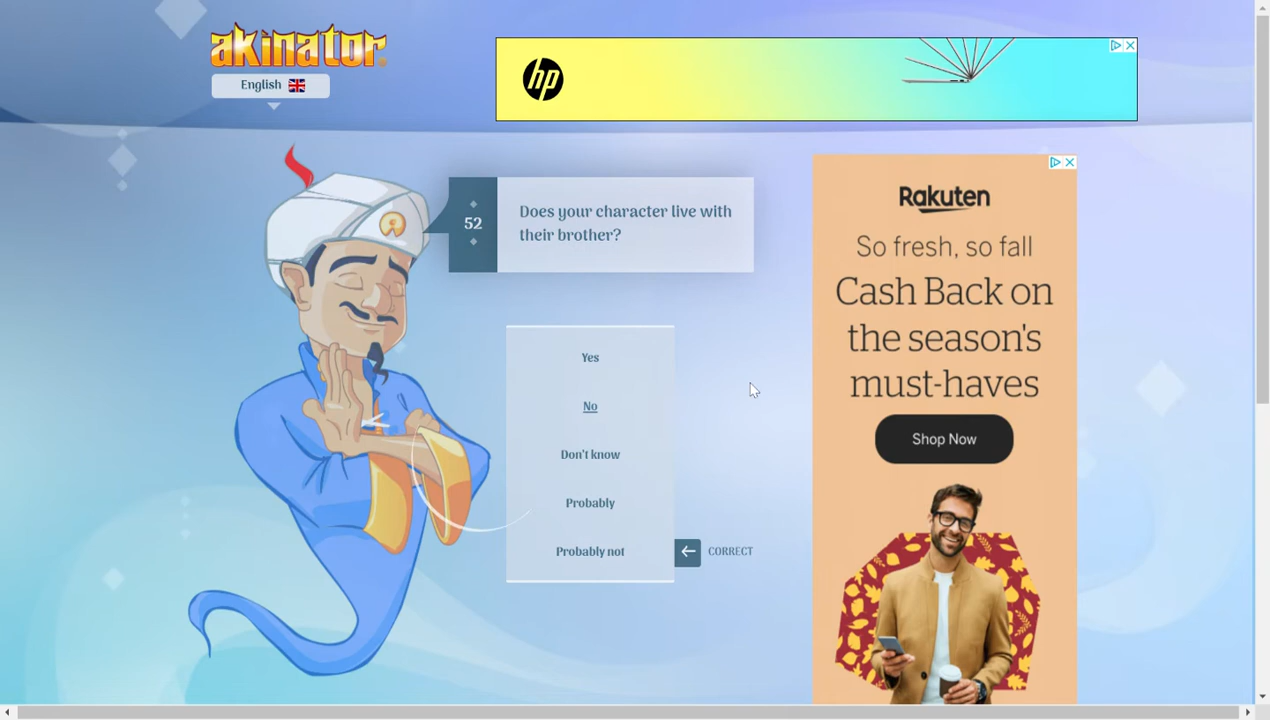 akinator
English
hp
52
Does your character live with
their brother?
Yes
No
Don't know
Probably
Probably not
CORRECT
Rakuten
So fresh, so fall
Cash Back on
the season's
must-haves
Shop Now